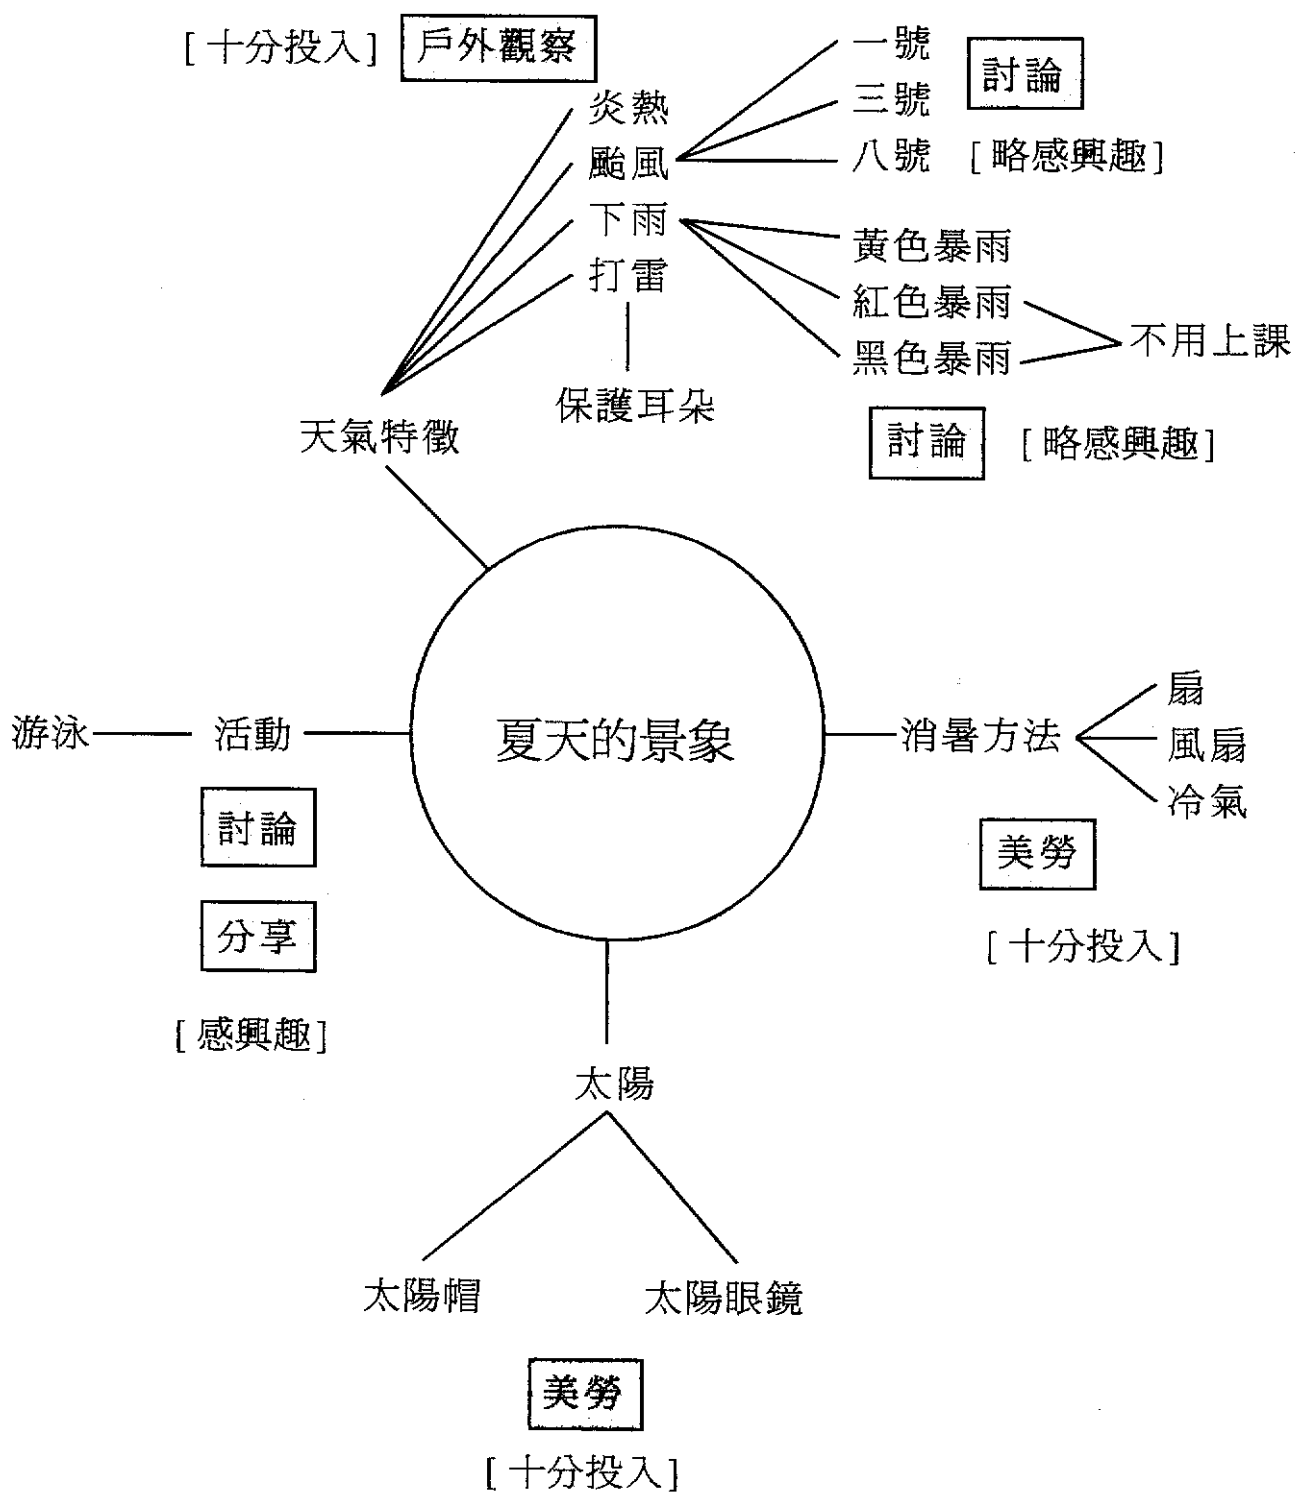 [十分投入] 戶外觀察
炎熱
颱風
下雨
打雷
保護耳朵
天氣特徵
一號
三號
八號
討論
[略感興趣]
黃色暴雨
紅色暴雨
黑色暴雨
不用上課
討論 [略感興趣]
夏天的景象
游泳
活動
討論
分享
[感興趣]
消暑方法
扇
風扇
冷氣
美勞
[十分投入]
太陽
太陽帽
太陽眼鏡
美勞
[十分投入]